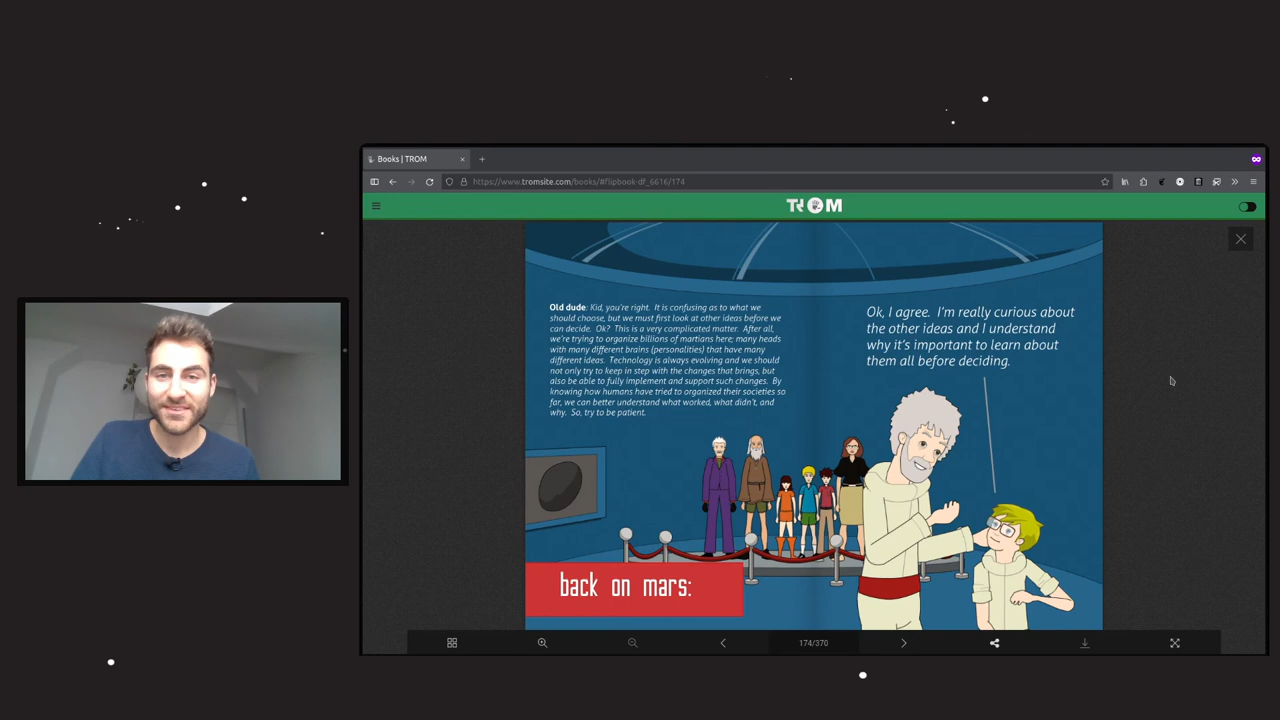 Books | TROM
https://www.tromsite.com/books/#flipbook-df_6616/174
TROM
Old dude: Kid, you're right. It is confusing as to what we
should choose, but we must first look at other ideas before we
can decide. Ok? This is a very complicated matter. After all,
we're trying to organize billions of martians here; many heads
with many different brains (personalities) that have many
different ideas. Technology is always evolving and we should
not only try to keep in step with the changes that brings, but
also be able to fully implement and support such changes. By
knowing how humans have tried to organized their societies so
far, we can better understand what worked, what didn't, and
why. So, try to be patient.
Ok, I agree. I'm really curious about
the other ideas and I understand
why it's important to learn about
them all before deciding.
back on mars:
174/370